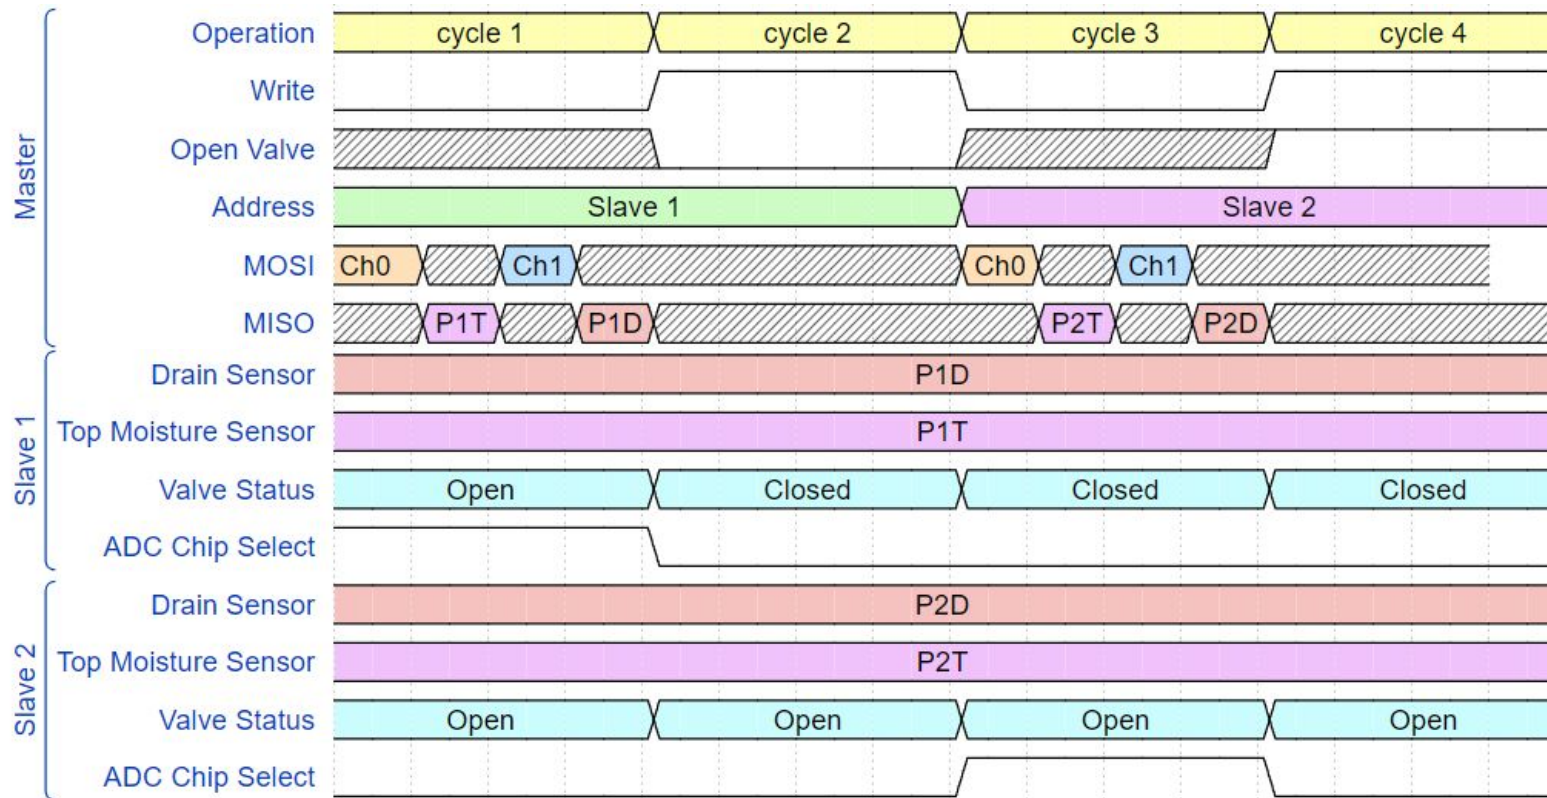 Master
Operation cycle 1 cycle 2 cycle 3 cycle 4
Write
Open Valve
Address Slave 1 Slave 2
MOSI Ch0 Ch1 Ch0 Ch1
MISO P1T P1D P2T P2D
Slave 1
Drain Sensor P1D
Top Moisture Sensor P1T
Valve Status Open Closed Closed Closed
ADC Chip Select
Slave 2
Drain Sensor P2D
Top Moisture Sensor P2T
Valve Status Open Open Open Open
ADC Chip Select